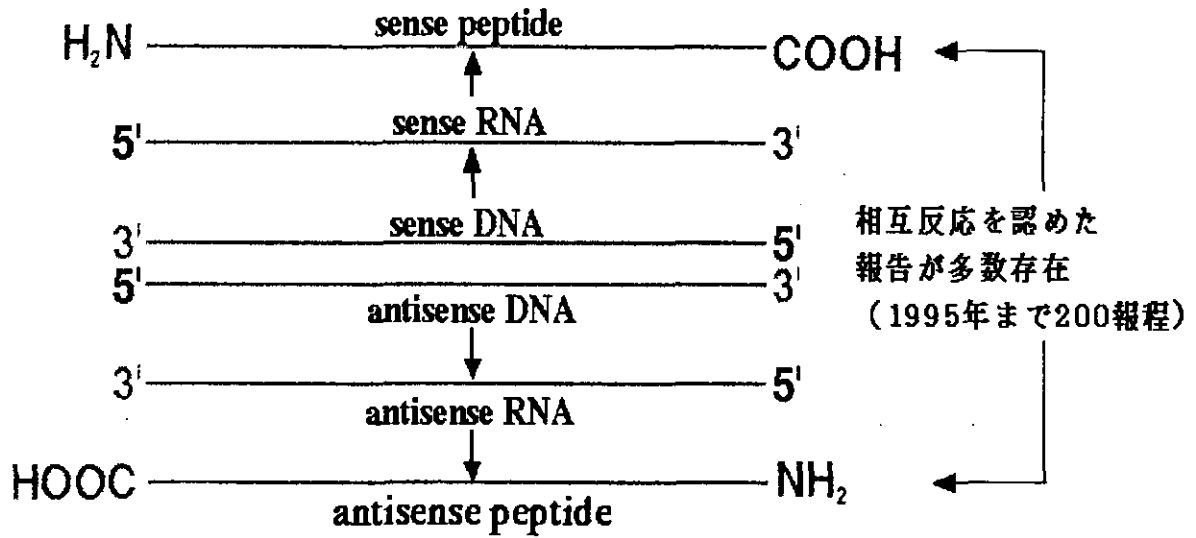 sense peptide
H₂N COOH
sense RNA
5' 3'
sense DNA
3' 5'
5' 3'
antisense DNA
3' 5'
antisense RNA
HOOC NH₂
antisense peptide
相互反応を認めた
報告が多数存在
(1995年まで200報程)